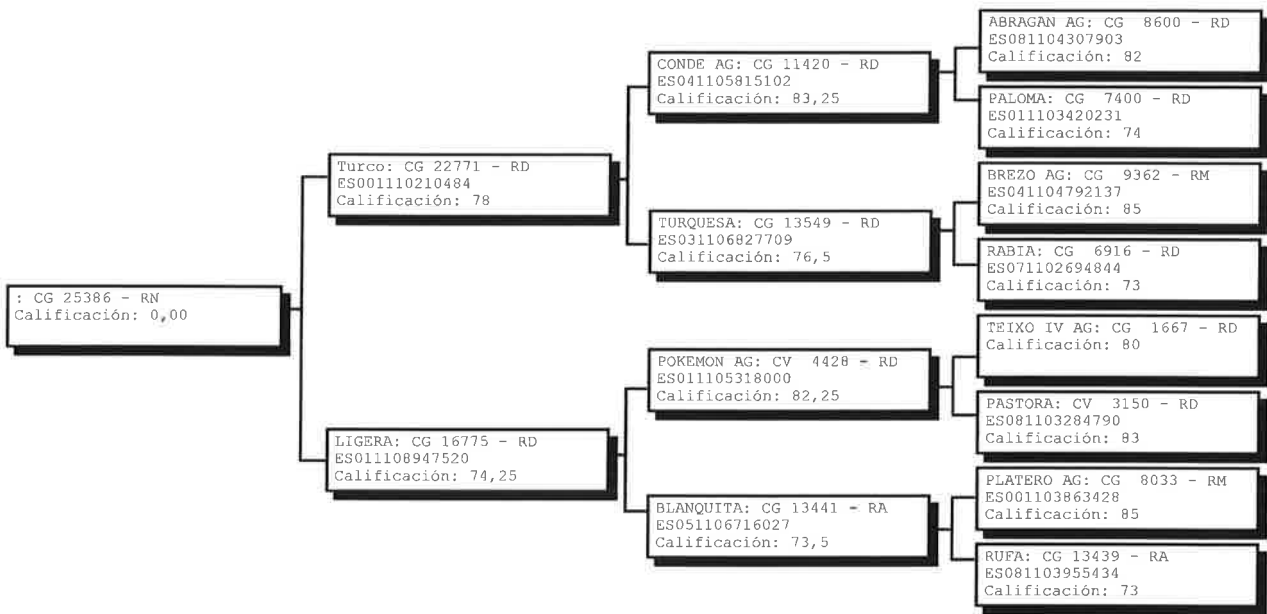 : CG 25386 - RN
Calificación: 0,00
Turco: CG 22771 - RD
ES001110210484
Calificación: 78
LIGERA: CG 16775 - RD
ES011108947520
Calificación: 74,25
CONDE AG: CG 11420 - RD
ES041105815102
Calificación: 83,25
TURQUESA: CG 13549 - RD
ES031106827709
Calificación: 76,5
POKEMON AG: CV 4428 - RD
ES011105318000
Calificación: 82,25
BLANQUITA: CG 13441 - RA
ES051106716027
Calificación: 73,5
ABRAGAN AG: CG 8600 - RD
ES081104307903
Calificación: 82
PALOMA: CG 7400 - RD
ES011103420231
Calificación: 74
BREZO AG: CG 9362 - RM
ES041104792137
Calificación: 85
RABIA: CG 6916 - RD
ES071102694844
Calificación: 73
TEIXO IV AG: CG 1667 - RD
Calificación: 80
PASTORA: CV 3150 - RD
ES081103284790
Calificación: 83
PLATERO AG: CG 8033 - RM
ES001103863428
Calificación: 85
RUFA: CG 13439 - RA
ES081103955434
Calificación: 73